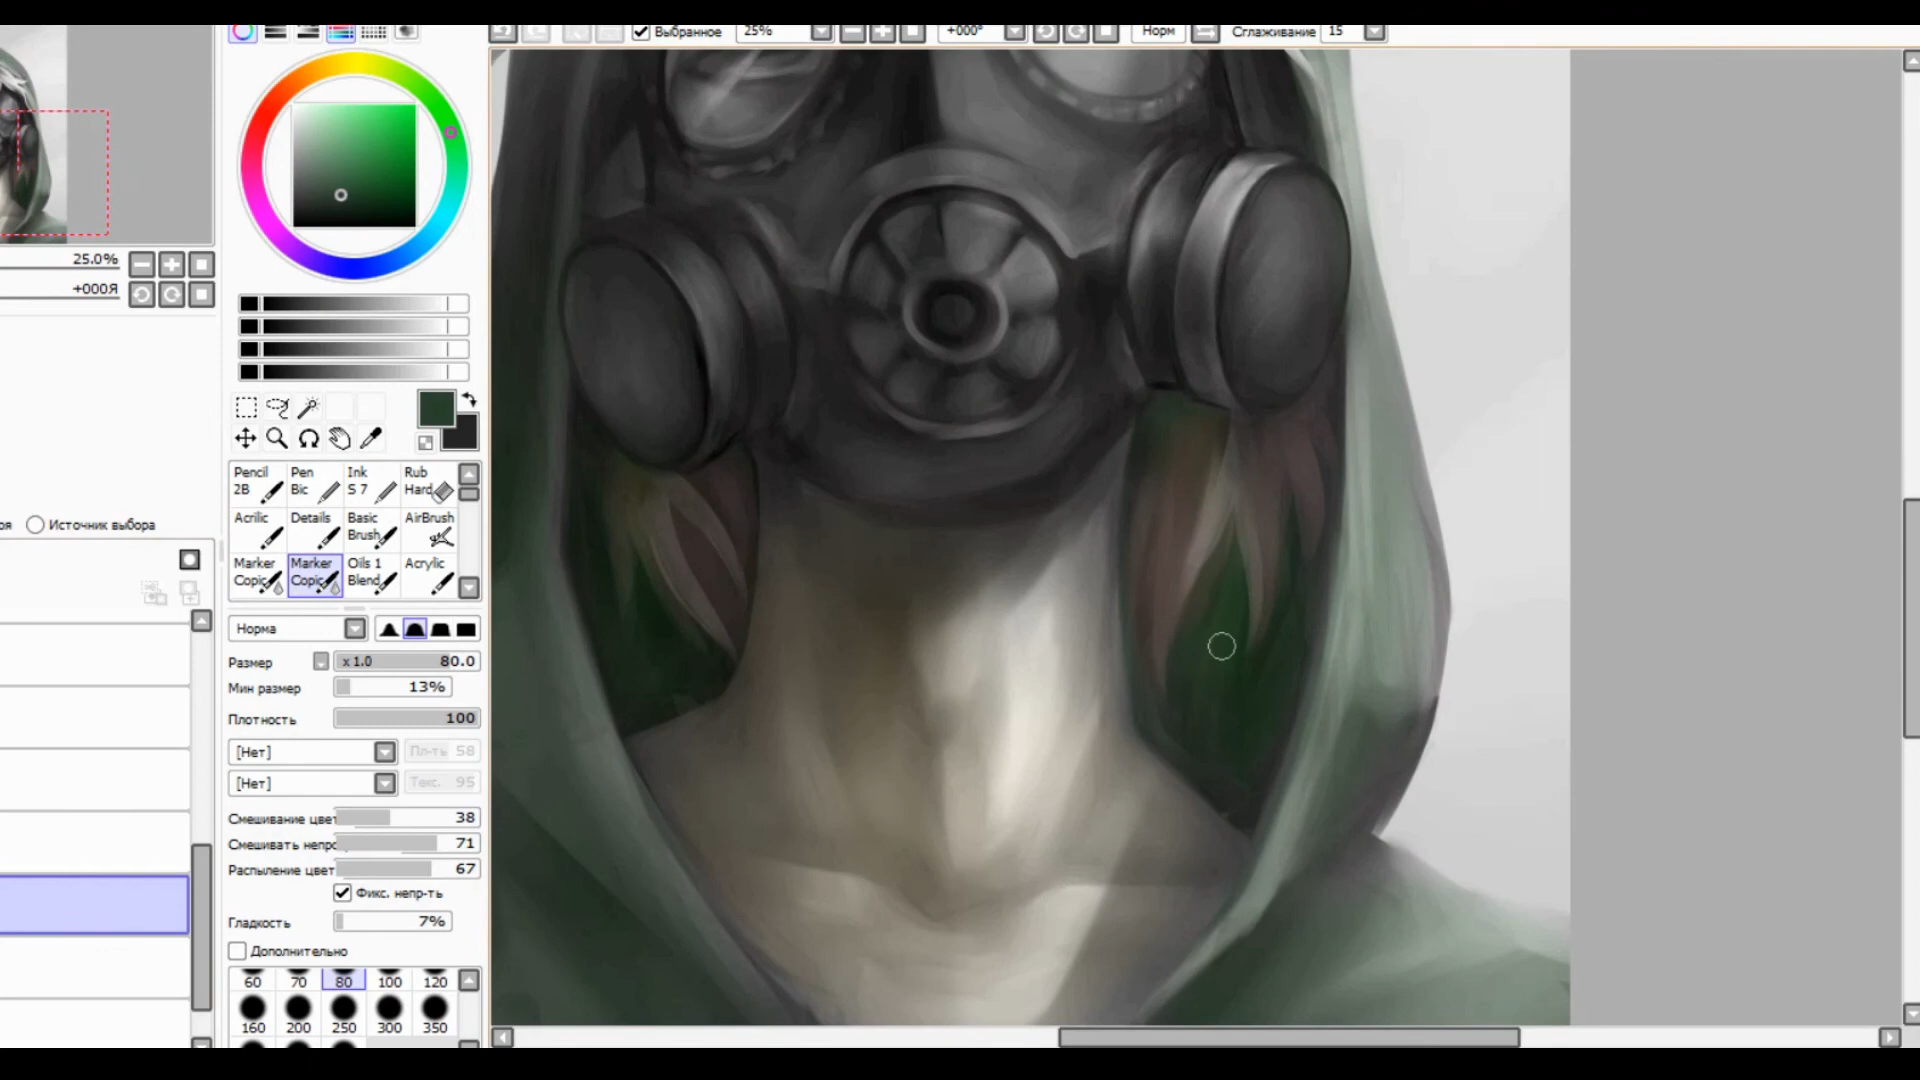 Выбранное 25% +000° Норм Сглаживание 15
25.0%
+000Я
Источник выбора
Pencil 2B
Pen Bic
Ink S 7
Rub Hard
Acrilic
Details
Basic Brush
AirBrush
Marker Copic
Marker Copic
Oils 1 Blend
Acrylic
Норма
Размер x 1.0 80.0
Мин размер 13%
Плотность 100
[Нет] Пл-ть 58
[Нет] Текс. 95
Смешивание цвет 38
Смешивать непро 71
Распыление цвет 67
Фикс. непр-ть
Гладкость 7%
Дополнительно
60 70 80 100 120
160 200 250 300 350